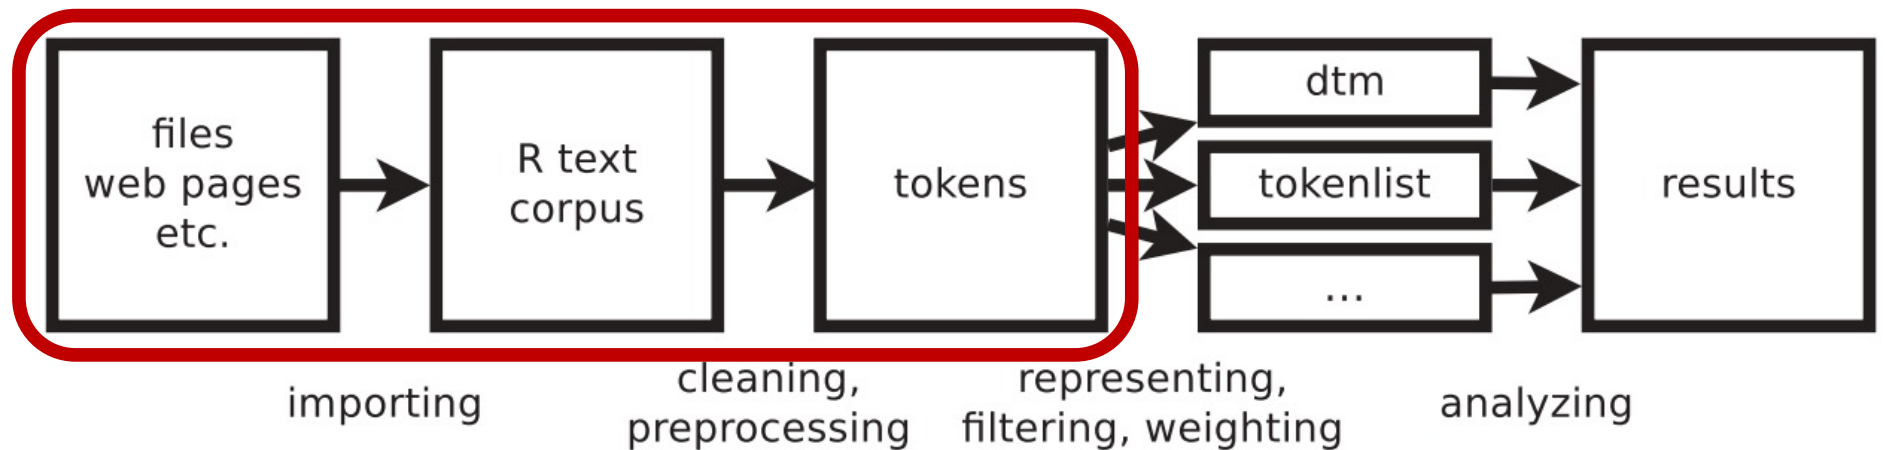 files
web pages
etc.
R text
corpus
tokens
dtm
tokenlist
...
results
importing
cleaning,
preprocessing
representing,
filtering, weighting
analyzing